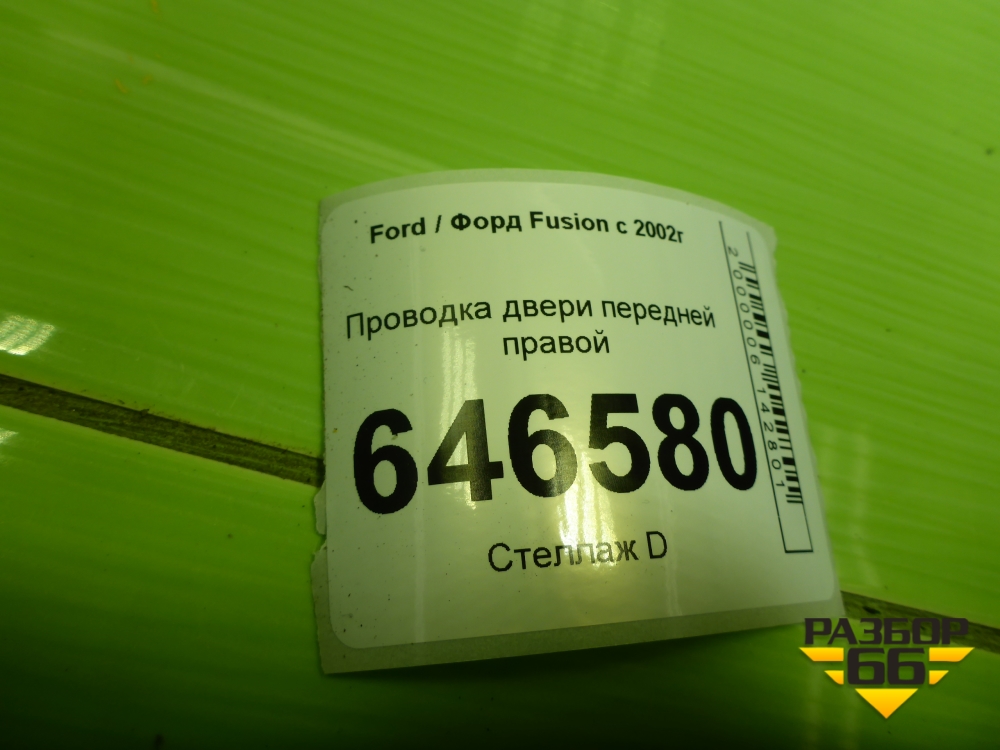 Ford / Форд Fusion с 2002г
Проводка двери передней
правой
646580
Стеллаж D
2000006142801
РАЗБОР
66